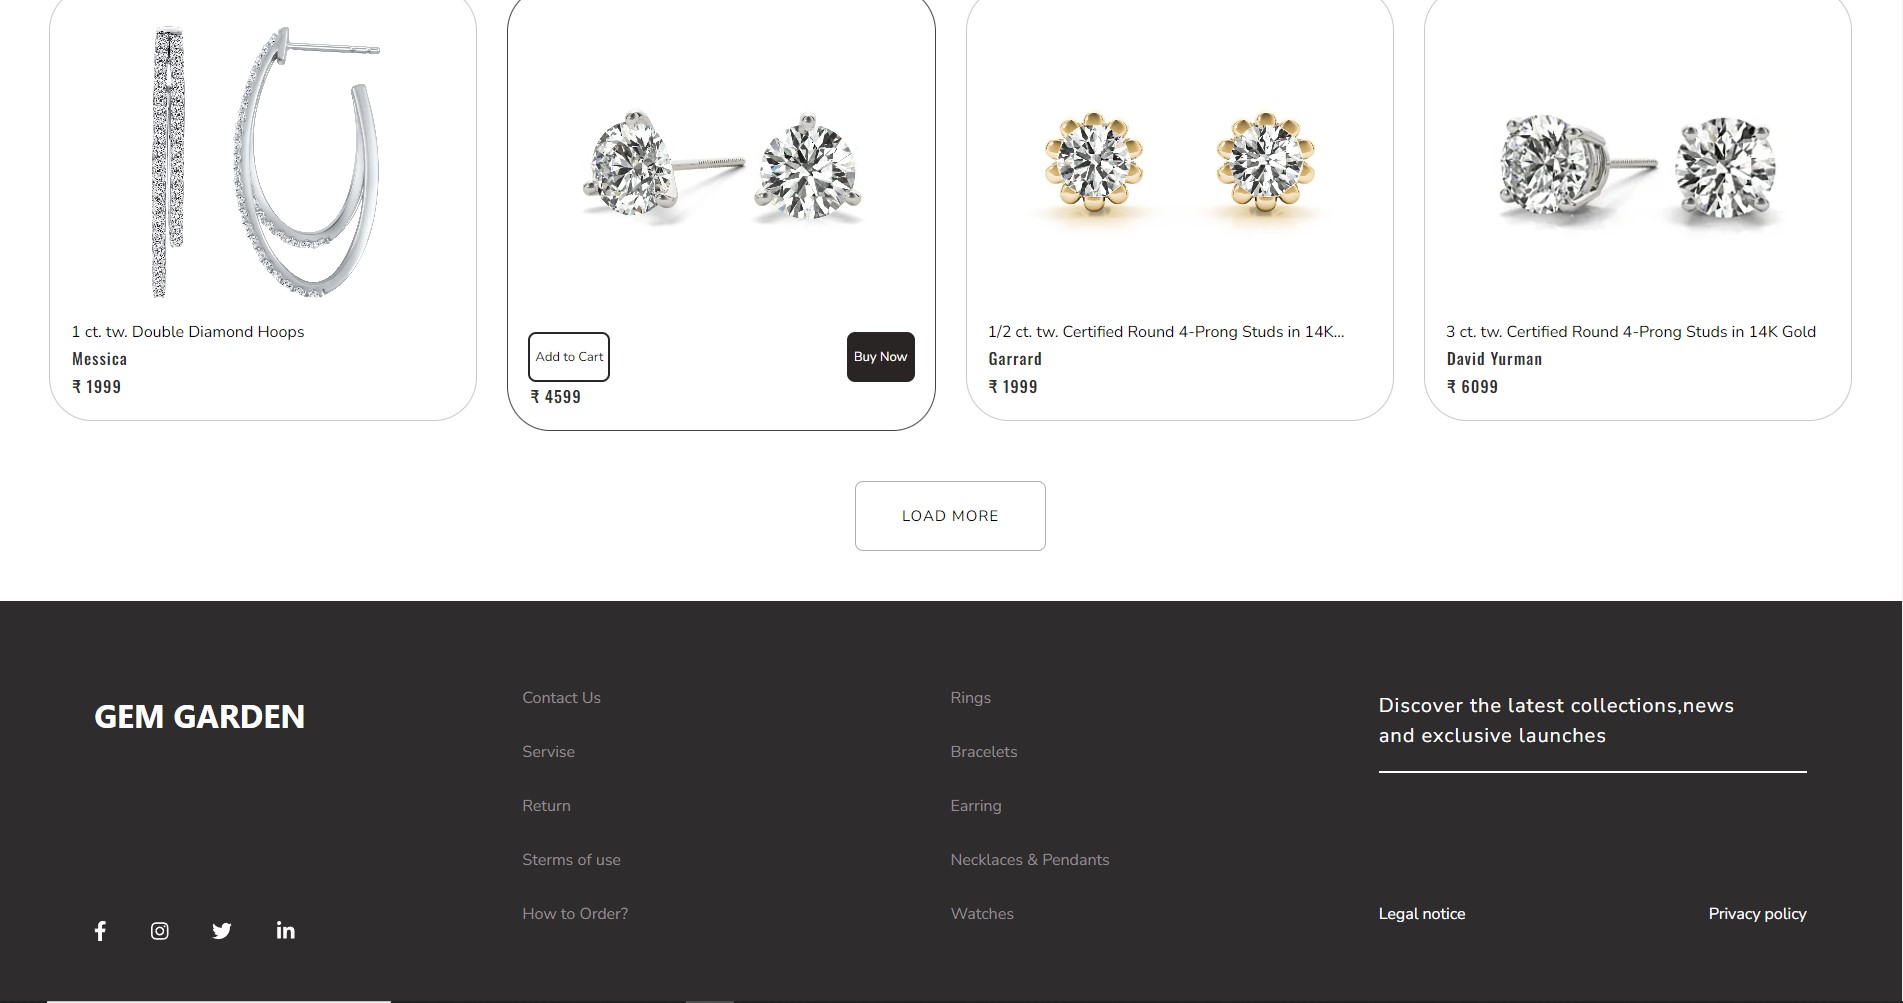 1 ct. tw. Double Diamond Hoops
Messica
₹ 1999
Add to Cart
Buy Now
₹ 4599
1/2 ct. tw. Certified Round 4-Prong Studs in 14K...
Garrard
₹ 1999
3 ct. tw. Certified Round 4-Prong Studs in 14K Gold
David Yurman
₹ 6099
LOAD MORE
GEM GARDEN
Contact Us
Servise
Return
Sterms of use
How to Order?
Rings
Bracelets
Earring
Necklaces & Pendants
Watches
Discover the latest collections,news
and exclusive launches
Legal notice
Privacy policy